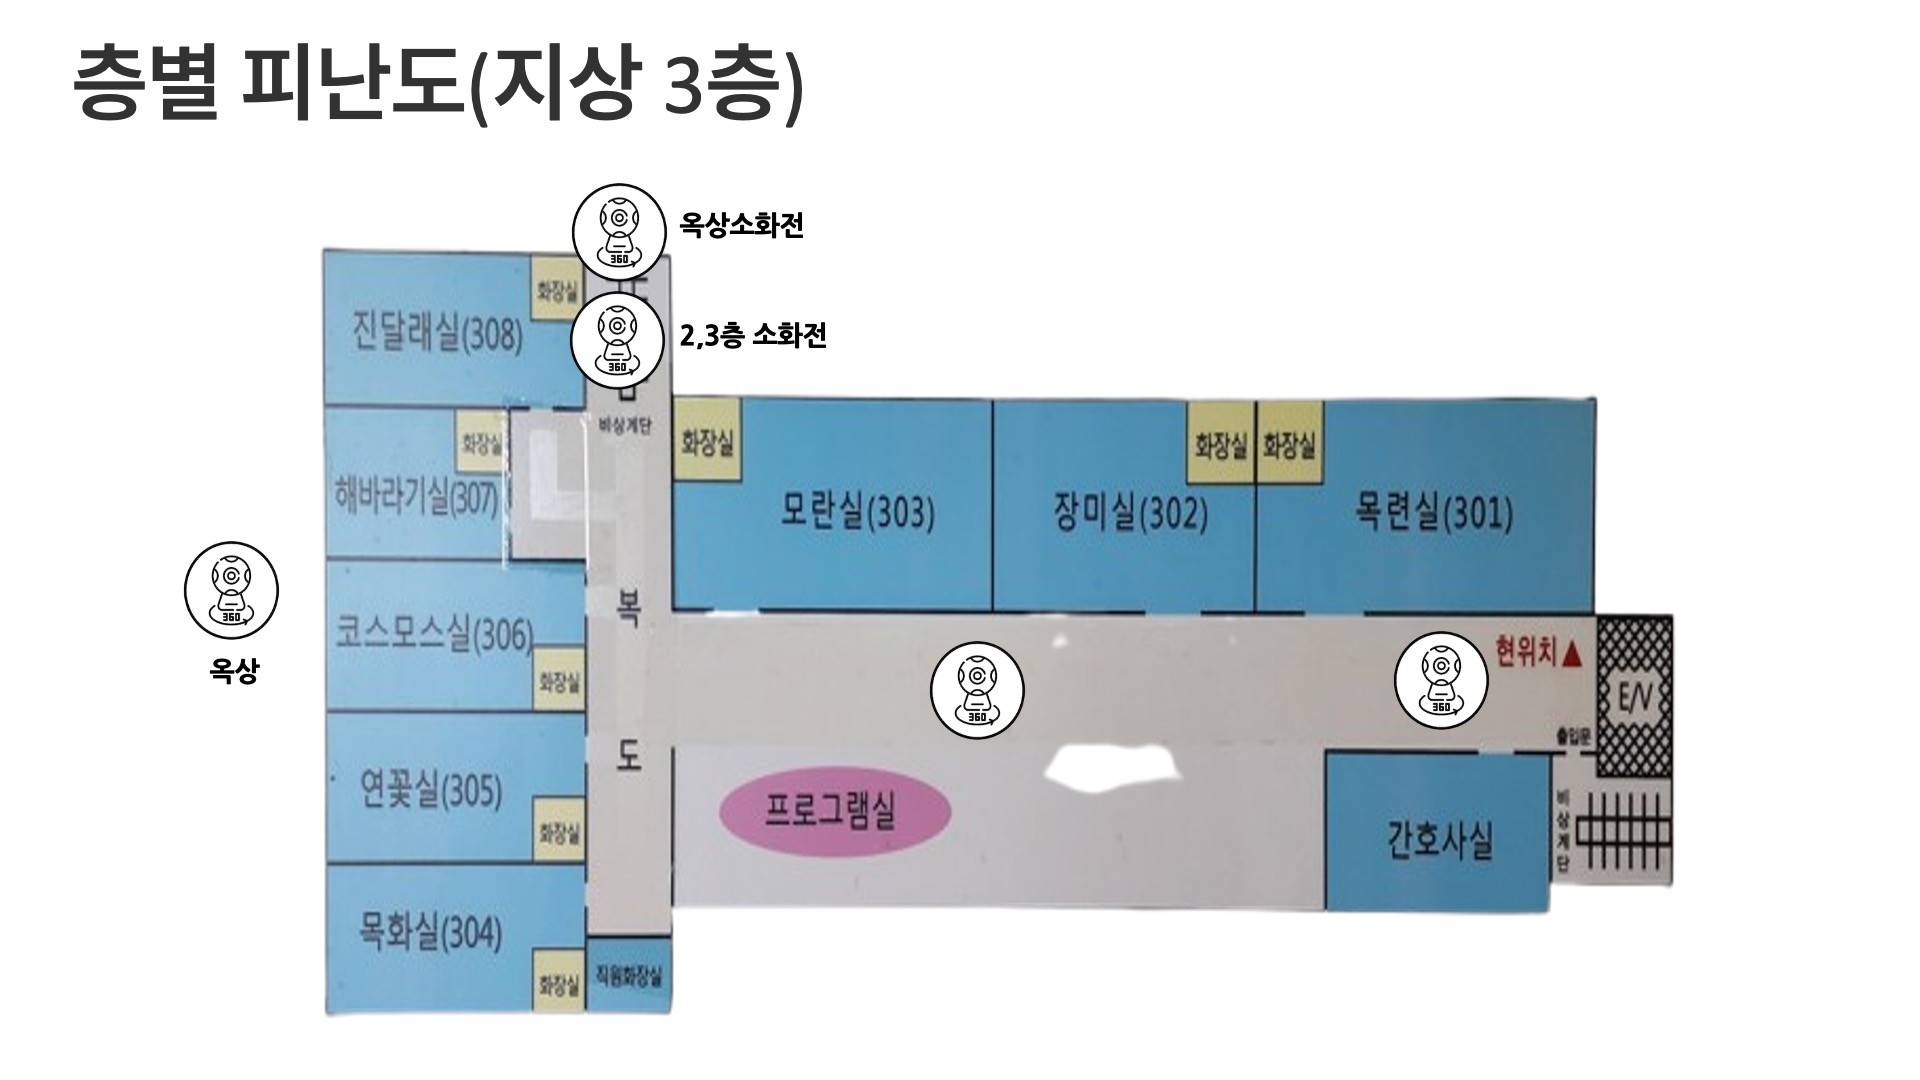 층별 피난도(지상 3층)
360
옥상소화전
360
2,3층 소화전
화장실
진달래실(308)
비상계단
화장실
해바라기실(307)
화장실
모란실(303)
장미실(302)
화장실
화장실
목련실(301)
360
옥상
코스모스실(306)
화장실
복
도
360
360
현위치▲
E/V
출입문
연꽃실(305)
화장실
프로그램실
간호사실
비상계단
목화실(304)
화장실
직원화장실